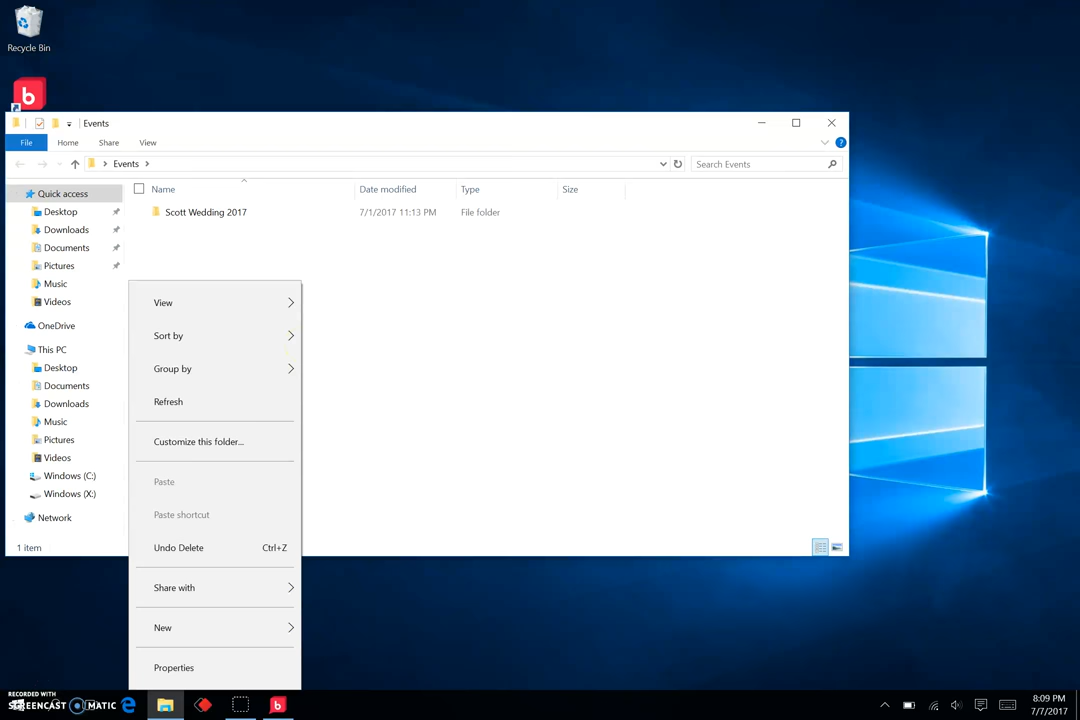 Recycle Bin
b
Events
File Home Share View
Events
Search Events
Quick access
Desktop
Downloads
Documents
Pictures
Music
Videos
OneDrive
This PC
Desktop
Documents
Downloads
Music
Pictures
Videos
Windows (C:)
Windows (X:)
Network
1 item
Name Date modified Type Size
Scott Wedding 2017 7/1/2017 11:13 PM File folder
View
Sort by
Group by
Refresh
Customize this folder...
Paste
Paste shortcut
Undo Delete Ctrl+Z
Share with
New
Properties
RECORDED WITH
SCREENCAST MATIC
b
8:09 PM
7/7/2017